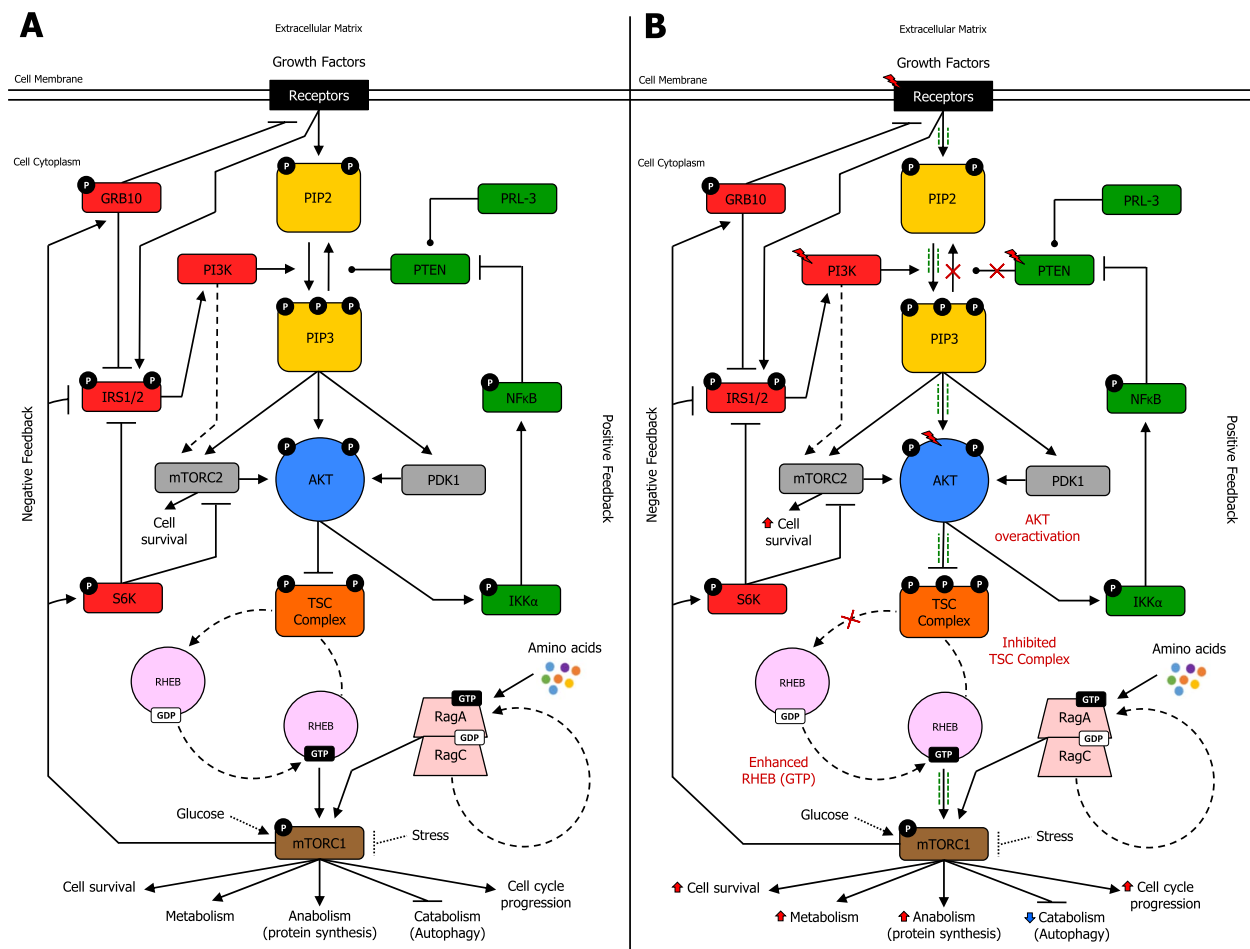 A
Extracellular Matrix
Growth Factors
Cell Membrane
Receptors
Cell Cytoplasm
P
P
P
GRB10
PIP2
PRL-3
PI3K
PTEN
P
P
P
PIP3
P
P
P
IRS1/2
NFκB
Negative Feedback
Positive Feedback
P
P
mTORC2
AKT
PDK1
Cell
survival
P
P
P
P
S6K
TSC
Complex
IKKα
Amino acids
RHEB
GDP
GTP
RagA
RHEB
GDP
GTP
RagC
Glucose
P
Stress
mTORC1
Cell survival
Cell cycle
progression
Metabolism
Anabolism
(protein synthesis)
Catabolism
(Autophagy)
B
Extracellular Matrix
Growth Factors
Cell Membrane
Receptors
Cell Cytoplasm
P
P
P
GRB10
PIP2
PRL-3
PI3K
PTEN
P
P
P
PIP3
P
P
P
IRS1/2
NFκB
Negative Feedback
Positive Feedback
P
P
mTORC2
AKT
PDK1
Cell
survival
AKT
overactivation
P
P
P
P
P
S6K
TSC
Complex
IKKα
Inhibited
TSC Complex
Amino acids
RHEB
GDP
GTP
RagA
RHEB
GDP
GTP
RagC
Enhanced
RHEB (GTP)
Glucose
P
Stress
mTORC1
Cell survival
Cell cycle
progression
Metabolism
Anabolism
(protein synthesis)
Catabolism
(Autophagy)